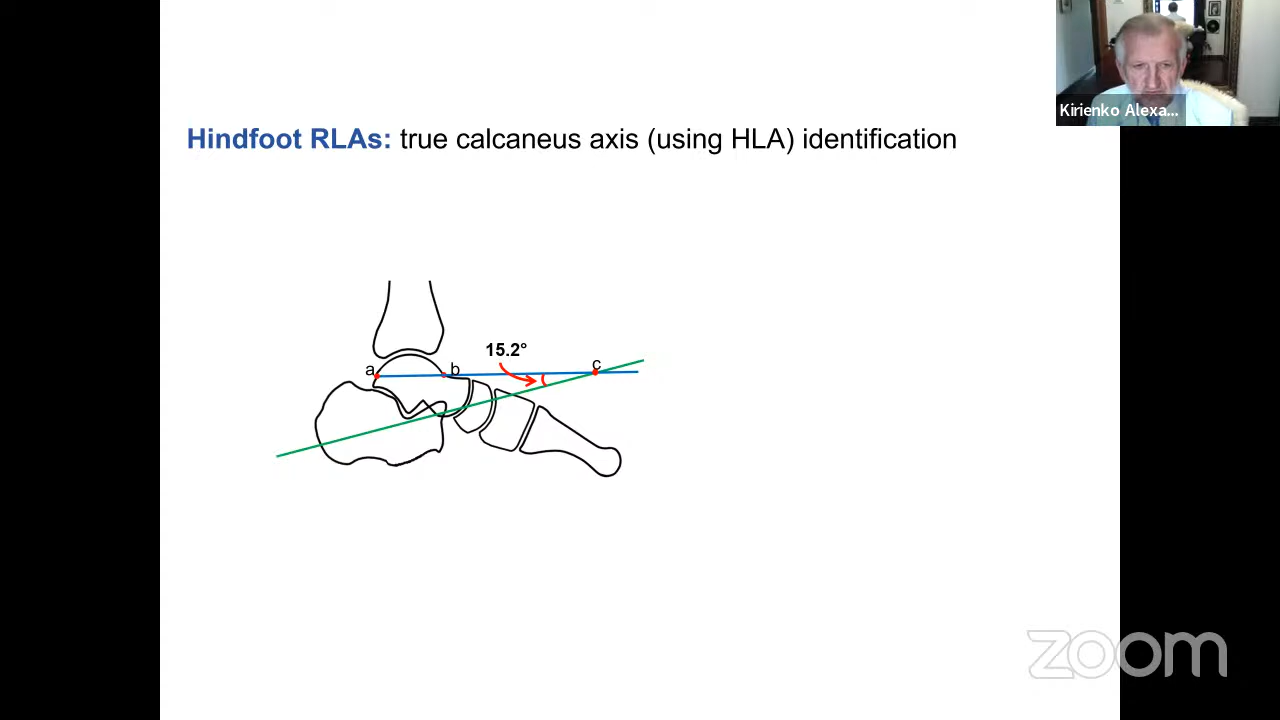 Kirienko Alexa...
Hindfoot RLAs: true calcaneus axis (using HLA) identification
15.2°
a
b
c
zoom